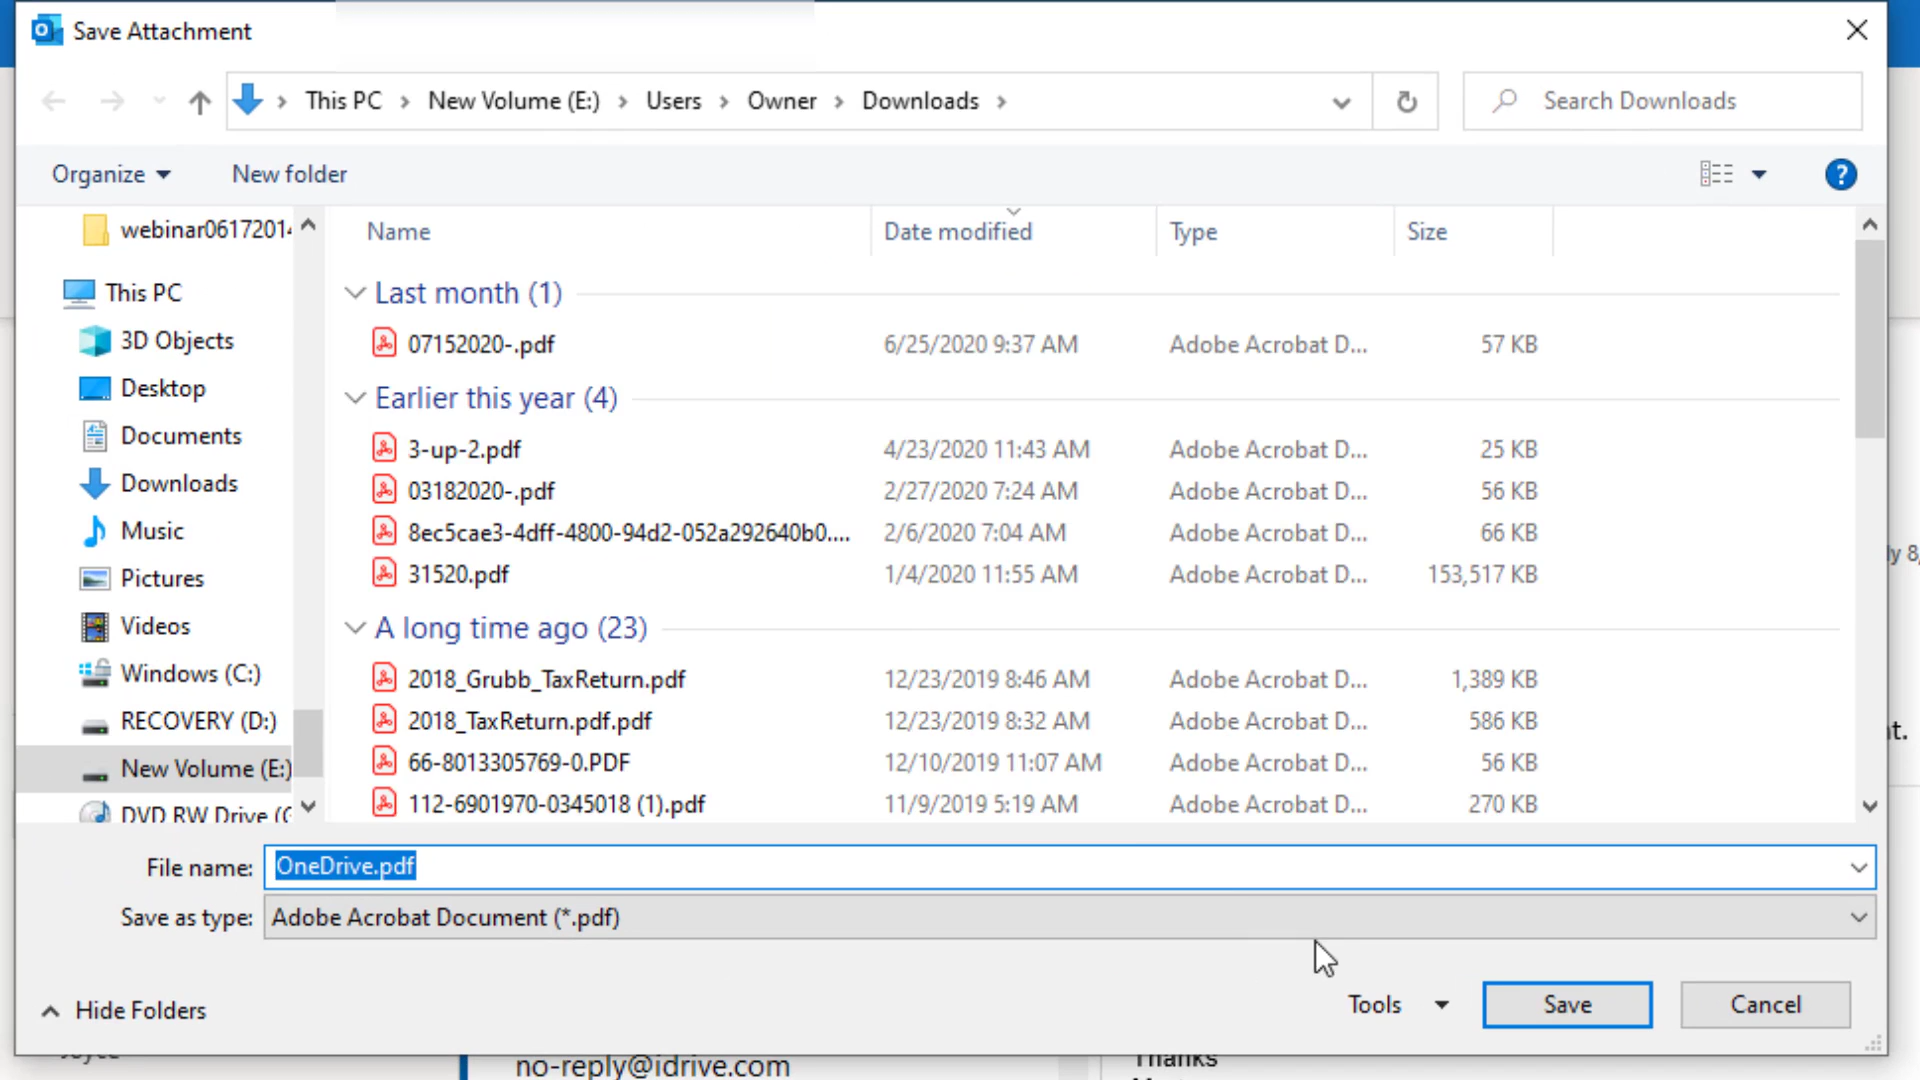 Save Attachment
This PC > New Volume (E:) > Users > Owner > Downloads >
Search Downloads
Organize
New folder
webinar0617201
This PC
3D Objects
Desktop
Documents
Downloads
Music
Pictures
Videos
Windows (C:)
RECOVERY (D:)
New Volume (E:)
DVD RW Drive (
Name Date modified Type Size
Last month (1)
07152020-.pdf 6/25/2020 9:37 AM Adobe Acrobat D... 57 KB
Earlier this year (4)
3-up-2.pdf 4/23/2020 11:43 AM Adobe Acrobat D... 25 KB
03182020-.pdf 2/27/2020 7:24 AM Adobe Acrobat D... 56 KB
8ec5cae3-4dff-4800-94d2-052a292640b0.... 2/6/2020 7:04 AM Adobe Acrobat D... 66 KB
31520.pdf 1/4/2020 11:55 AM Adobe Acrobat D... 153,517 KB
A long time ago (23)
2018_Grubb_TaxReturn.pdf 12/23/2019 8:46 AM Adobe Acrobat D... 1,389 KB
2018_TaxReturn.pdf.pdf 12/23/2019 8:32 AM Adobe Acrobat D... 586 KB
66-8013305769-0.PDF 12/10/2019 11:07 AM Adobe Acrobat D... 56 KB
112-6901970-0345018 (1).pdf 11/9/2019 5:19 AM Adobe Acrobat D... 270 KB
ly 8,
t.
File name: OneDrive.pdf
Save as type: Adobe Acrobat Document (*.pdf)
Hide Folders
Tools
Save
Cancel
no-reply@idrive.com
Thanks